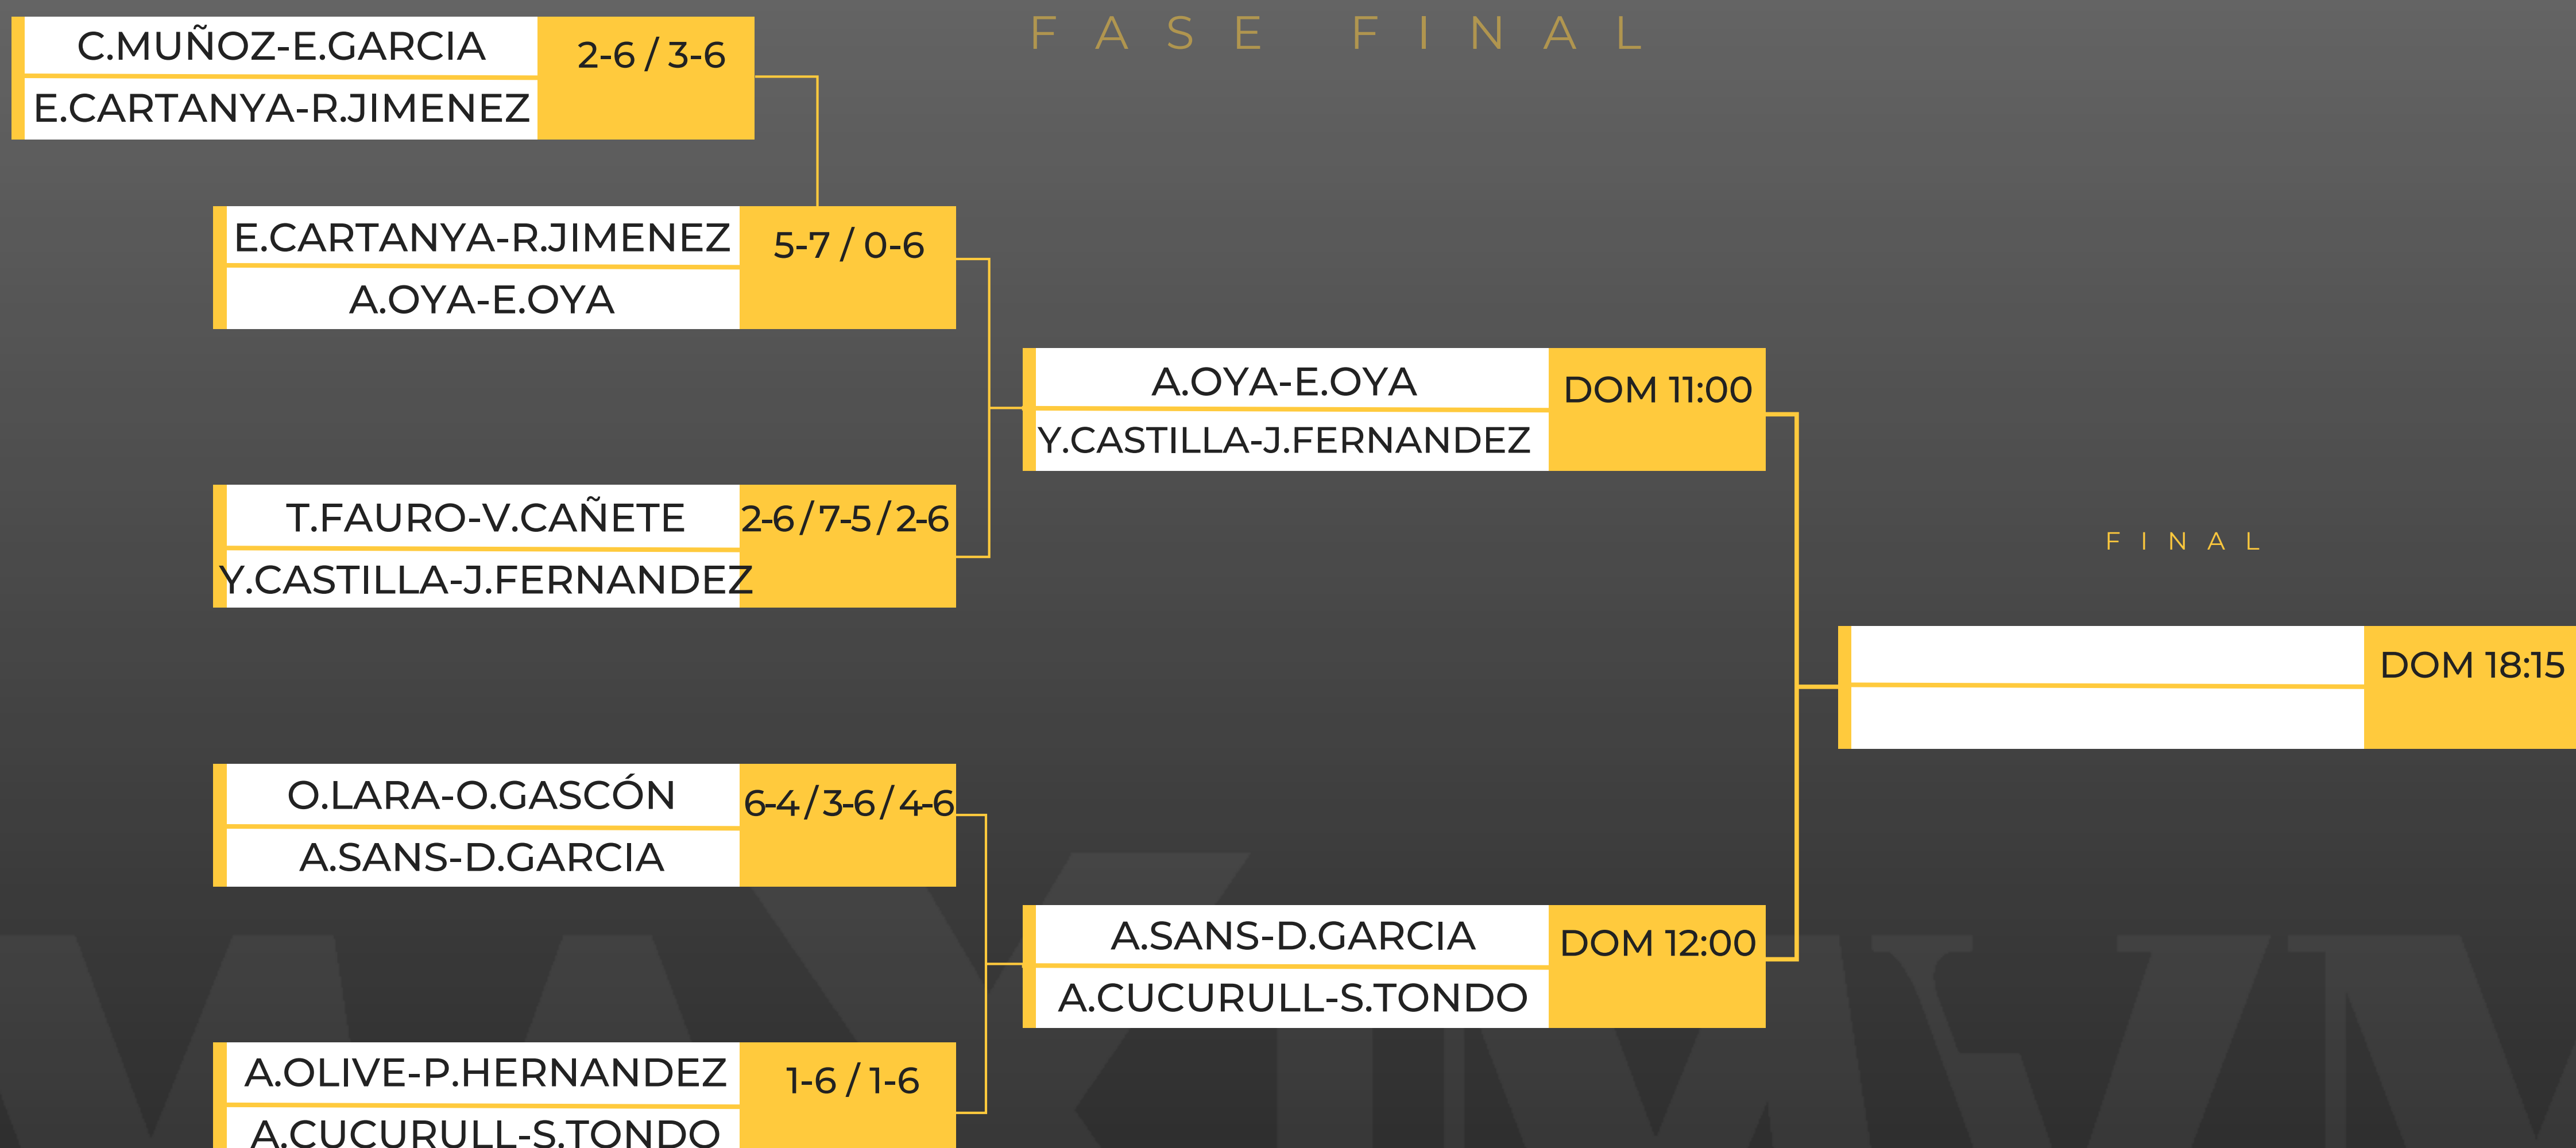 FASE FINAL
C.MUÑOZ-E.GARCIA
2-6 / 3-6
E.CARTANYA-R.JIMENEZ
E.CARTANYA-R.JIMENEZ
5-7 / 0-6
A.OYA-E.OYA
A.OYA-E.OYA
DOM 11:00
Y.CASTILLA-J.FERNANDEZ
T.FAURO-V.CAÑETE
2-6/7-5/2-6
Y.CASTILLA-J.FERNANDEZ
FINAL
DOM 18:15
O.LARA-O.GASCÓN
6-4/3-6/4-6
A.SANS-D.GARCIA
A.SANS-D.GARCIA
DOM 12:00
A.CUCURULL-S.TONDO
A.OLIVE-P.HERNANDEZ
1-6 / 1-6
A.CUCURULL-S.TONDO